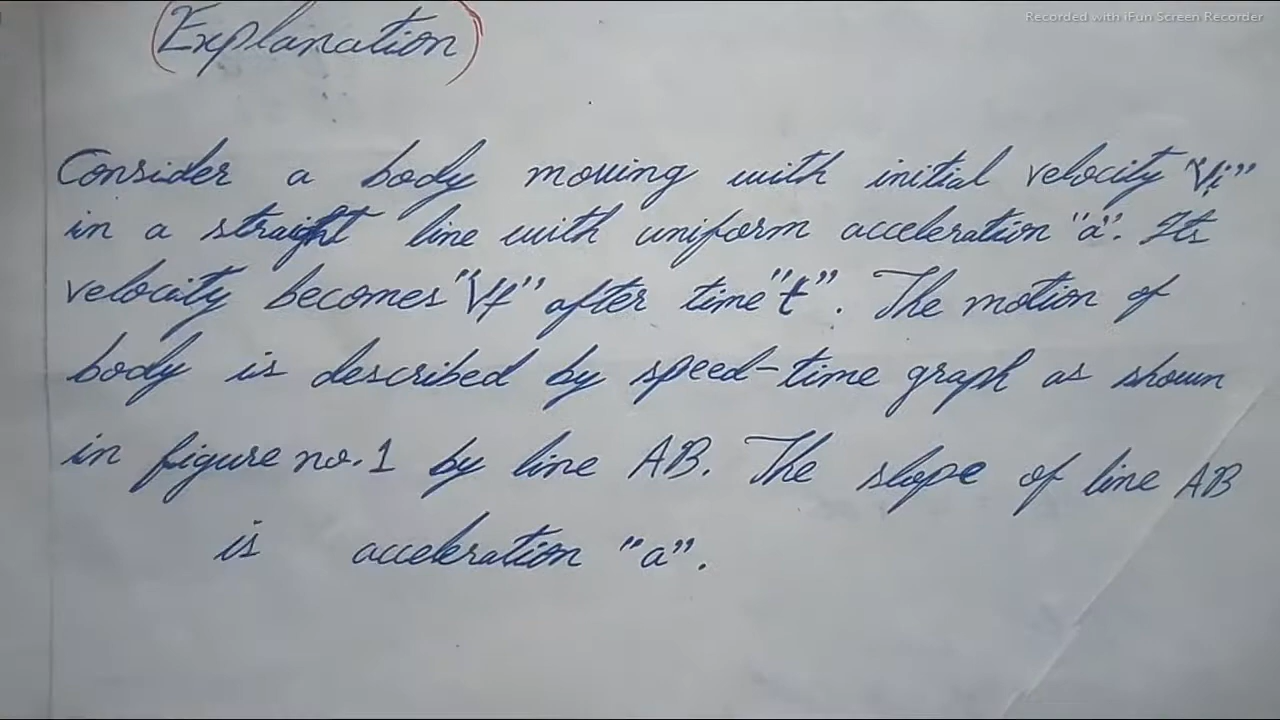 Recorded with iFun Screen Recorder
(Explanation)
Consider a body moving with initial velocity "Vi"
in a straight line with uniform acceleration "a". Its
velocity becomes "Vf" after time "t". The motion of
body is described by speed-time graph as shown
in figure no.1 by line AB. The slope of line AB
is acceleration "a".